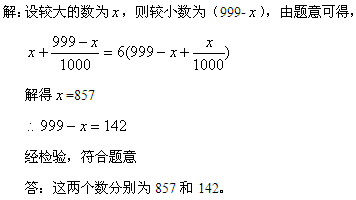 解：设较大的数为x，则较小数为（999-x），由题意可得，
x+\frac{999-x}{1000}=6(999-x+\frac{x}{1000})
解得x=857
∴999-x=142
经检验，符合题意
答：这两个数分别为857和142。